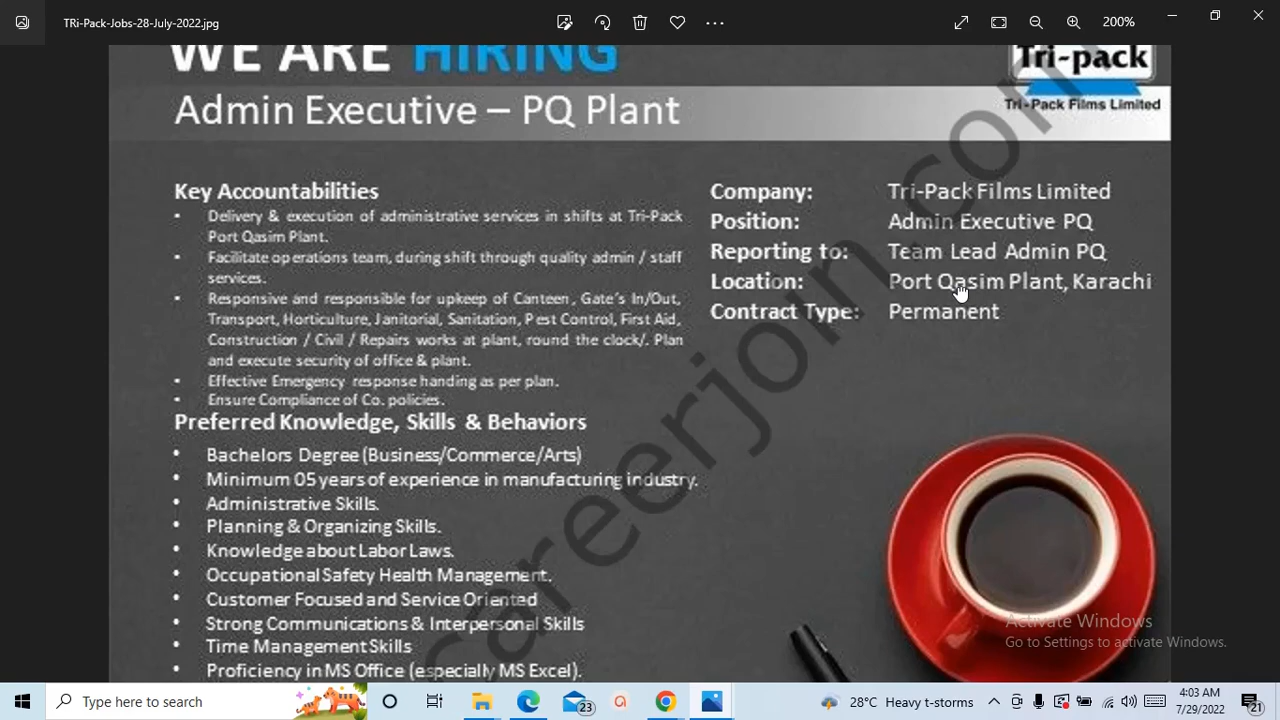 TRi-Pack-Jobs-28-July-2022.jpg
200%
WE ARE HIRING
Tri-pack
Tri-Pack Films Limited
Admin Executive – PQ Plant
Key Accountabilities
• Delivery & execution of administrative services in shifts at Tri-Pack
Port Qasim Plant.
• Facilitate operations team, during shift through quality admin / staff
services.
• Responsive and responsible for upkeep of Canteen, Gate's In/Out,
Transport, Horticulture, Janitorial, Sanitation, Pest Control, First Aid,
Construction / Civil / Repairs works at plant, round the clock/. Plan
and execute security of office & plant.
• Effective Emergency response handing as per plan.
• Ensure Compliance of Co. policies.
Preferred Knowledge, Skills & Behaviors
• Bachelors Degree (Business/Commerce/Arts)
• Minimum 05 years of experience in manufacturing industry.
• Administrative Skills.
• Planning & Organizing Skills.
• Knowledge about Labor Laws.
• Occupational Safety Health Management.
• Customer Focused and Service Oriented
• Strong Communications & Interpersonal Skills
• Time Management Skills
• Proficiency in MS Office (especially MS Excel).
Company: Tri-Pack Films Limited
Position: Admin Executive PQ
Reporting to: Team Lead Admin PQ
Location: Port Qasim Plant, Karachi
Contract Type: Permanent
careerjoin.com
Activate Windows
Go to Settings to activate Windows.
Type here to search
23
28°C Heavy t-storms
4:03 AM
7/29/2022
21